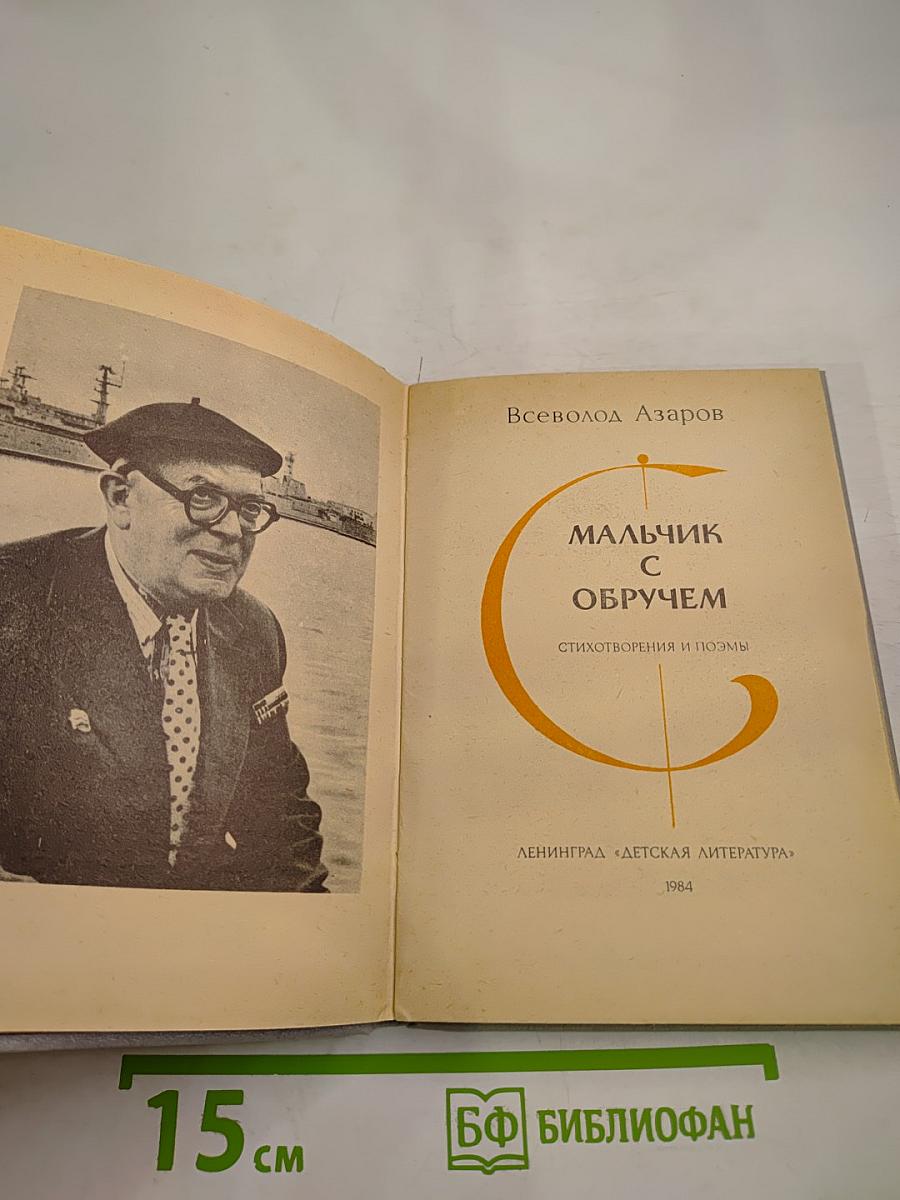 Всеволод Азаров
МАЛЬЧИК
С
ОБРУЧЕМ
СТИХОТВОРЕНИЯ И ПОЭМЫ
ЛЕНИНГРАД «ДЕТСКАЯ ЛИТЕРАТУРА»
1984
15 см
БФ БИБЛИОФАН